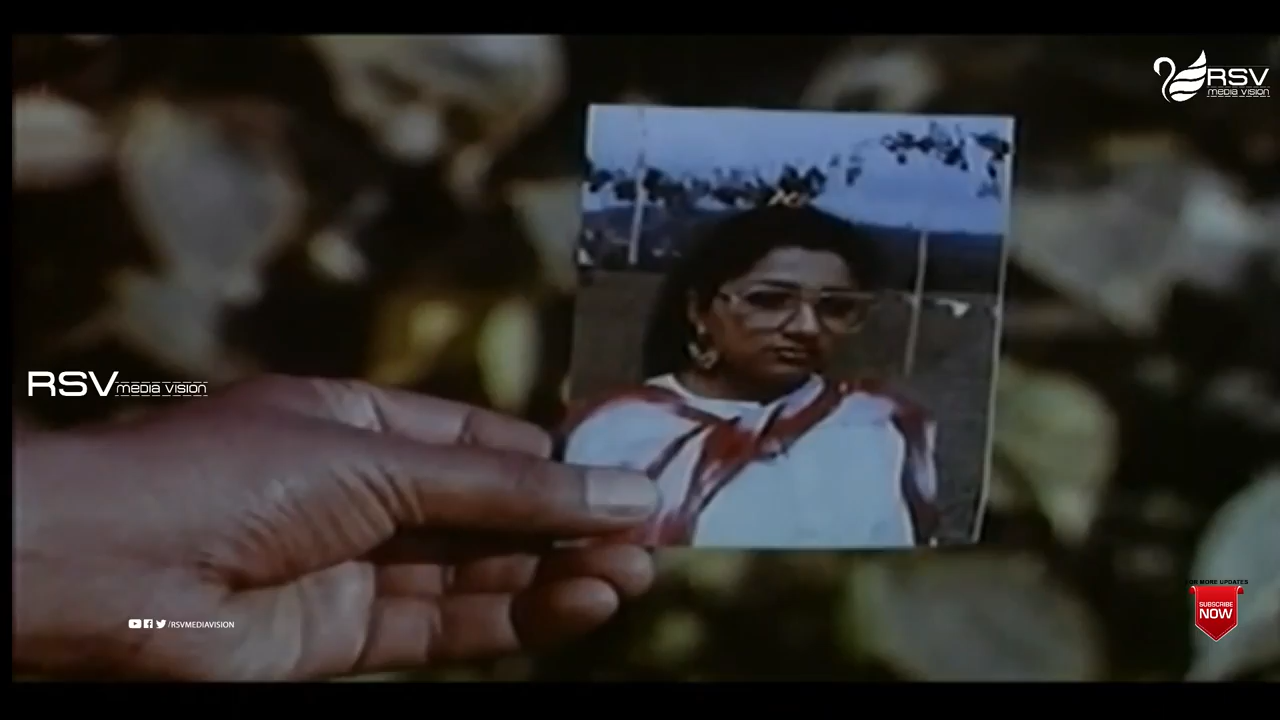 RSV
MEDIA VISION
RSV MEDIA VISION
/RSVMEDIAVISION
FOR MORE UPDATES
SUBSCRIBE
NOW